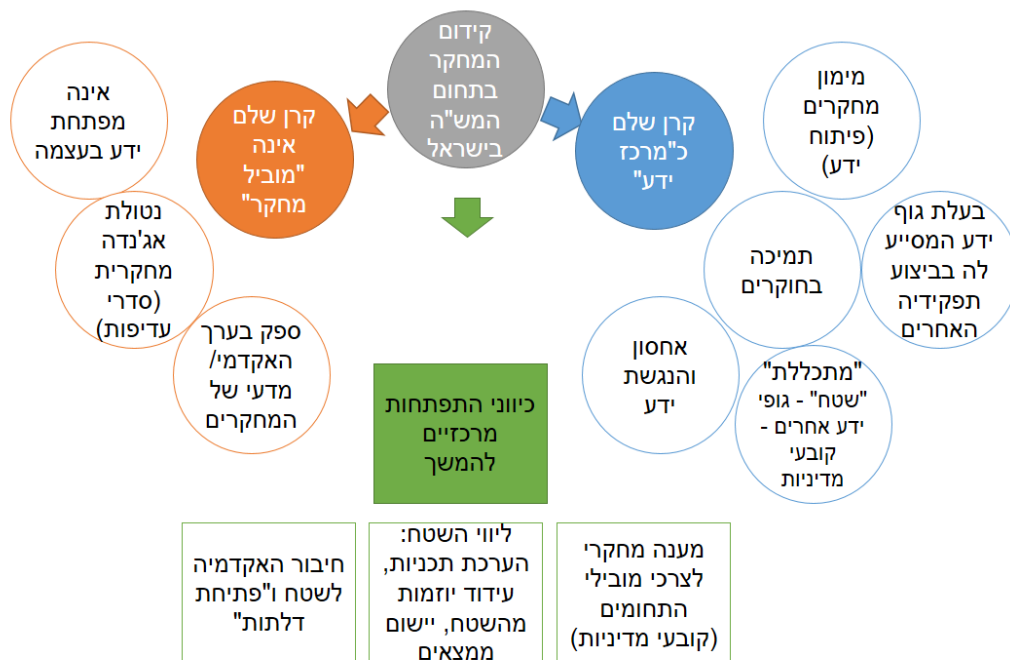 קידום
המחקר
בתחום
המש"ה
בישראל
קרן שלם
כ"מרכז
ידע"
מימון
מחקרים
(פיתוח
ידע)
בעלת גוף
ידע המסייע
לה בביצוע
תפקידיה
האחרים
תמיכה
בחוקרים
"מתכללת"
"שטח" - גופי
ידע אחרים -
קובעי
מדיניות
אחסון
והנגשת
ידע
קרן שלם
אינה
"מוביל
מחקר"
אינה
מפתחת
ידע בעצמה
נטולת
אג'נדה
מחקרית
(סדרי
עדיפות)
ספק בערך
האקדמי/
מדעי של
המחקרים
כיווני התפתחות
מרכזיים
להמשך
מענה מחקרי
לצרכי מובילי
התחומים
(קובעי מדיניות)
ליווי השטח:
הערכת תכניות,
עידוד יוזמות
מהשטח, יישום
ממצאים
חיבור האקדמיה
לשטח ו"פתיחת
דלתות"